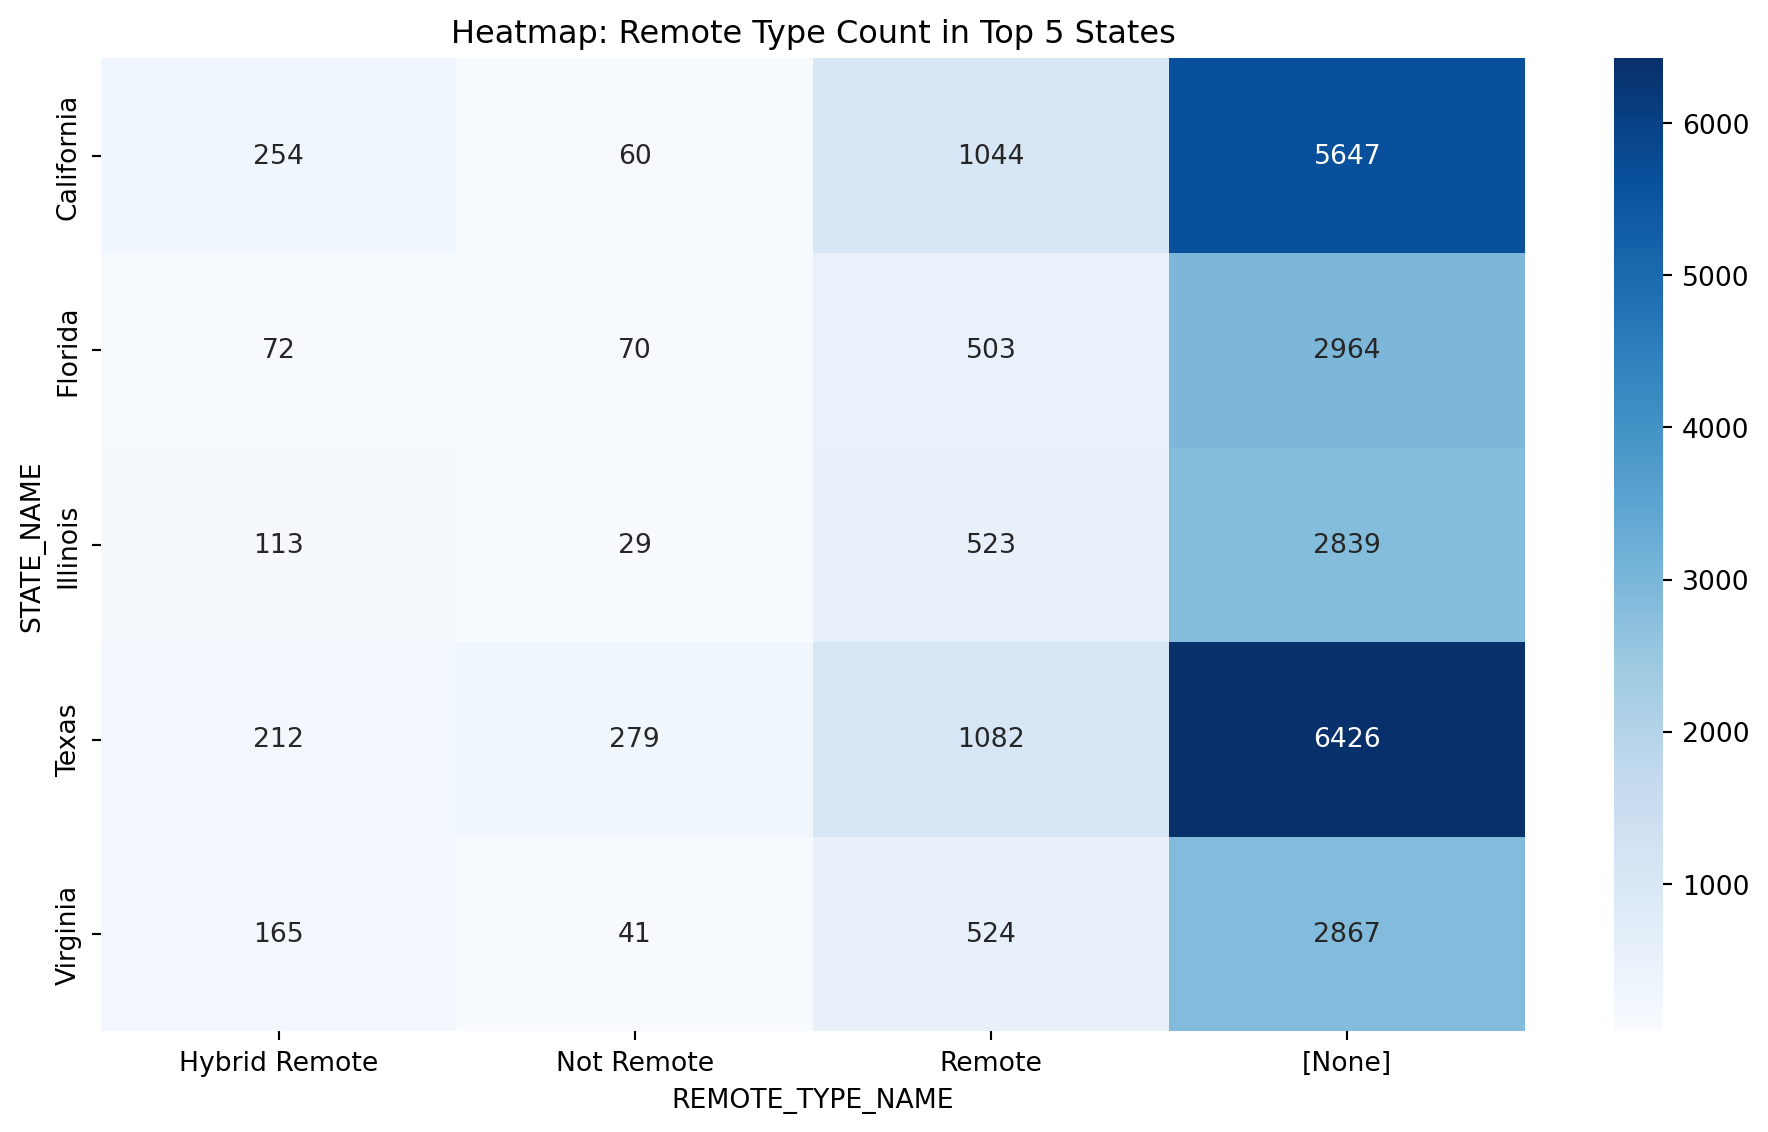 Heatmap: Remote Type Count in Top 5 States
STATE_NAME
California
254 60 1044 5647
Florida
72 70 503 2964
Illinois
113 29 523 2839
Texas
212 279 1082 6426
Virginia
165 41 524 2867
Hybrid Remote Not Remote Remote [None]
REMOTE_TYPE_NAME
6000
5000
4000
3000
2000
1000